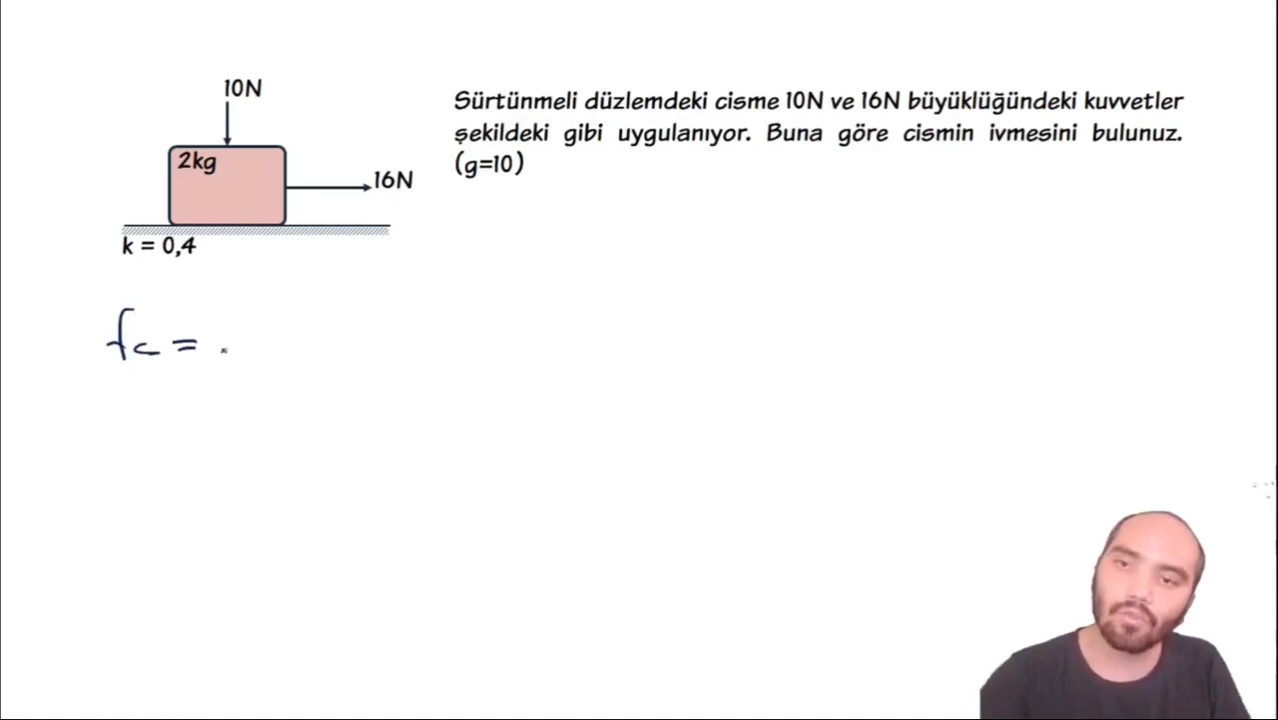 10N
2kg
16N
k = 0,4
Sürtünmeli düzlemdeki cisme 10N ve 16N büyüklüğündeki kuvvetler
şekildeki gibi uygulanıyor. Buna göre cismin ivmesini bulunuz.
(g=10)
fc =